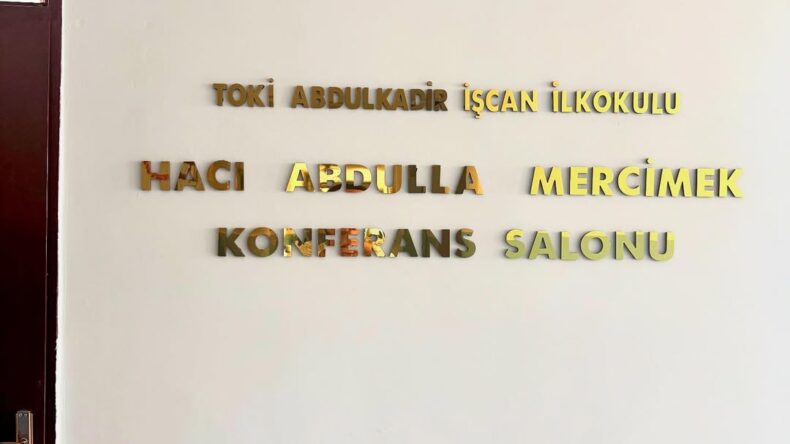 TOKİ ABDULKADİR İŞCAN İLKOKULU
HACI ABDULLA MERCİMEK
KONFERANS SALONU